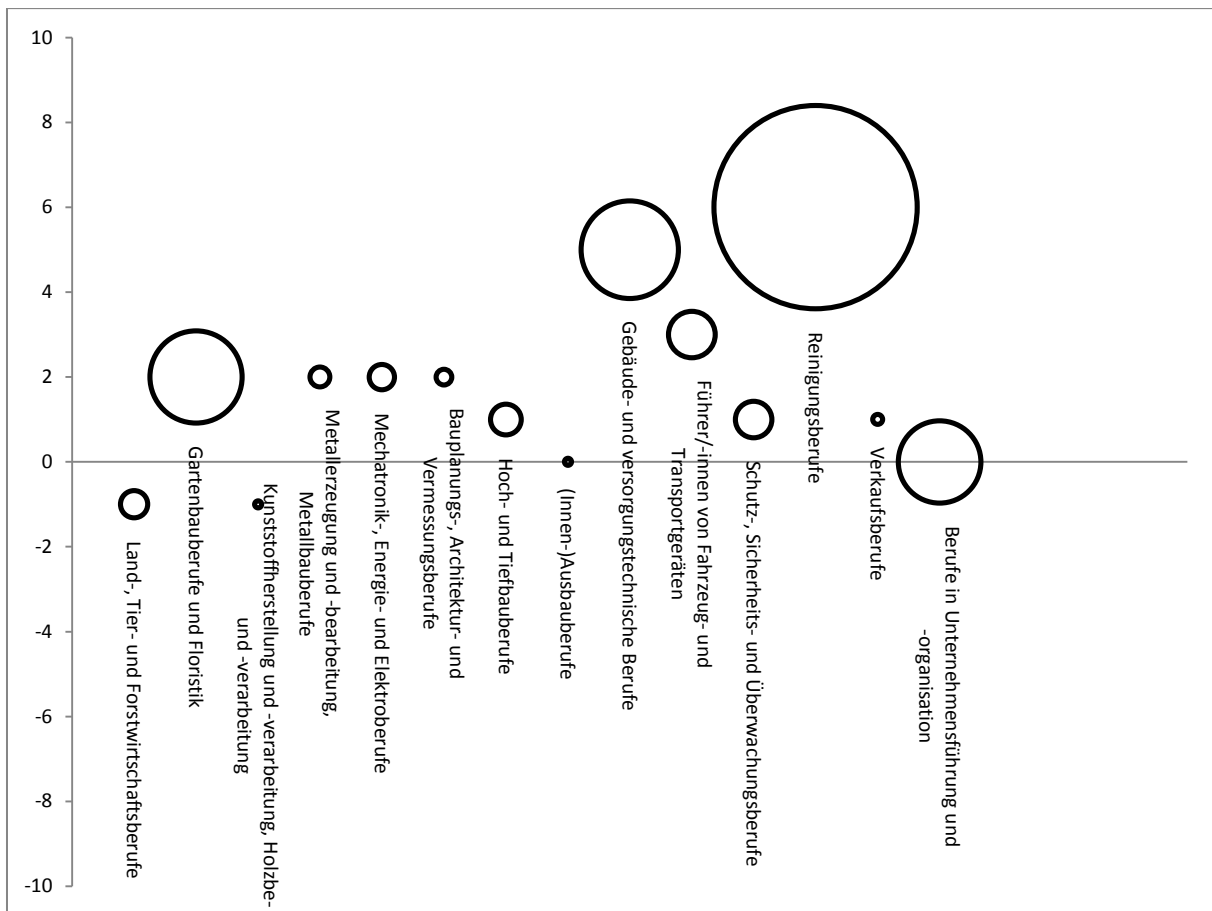 10
8
6
4
2
0
-2
-4
-6
-8
-10
Land-, Tier- und Forstwirtschaftsberufe
Gartenbauberufe und Floristik
Kunststoffherstellung und -verarbeitung, Holzbe-
und -verarbeitung
Metallerzeugung und -bearbeitung,
Metallbauberufe
Mechatronik-, Energie- und Elektroberufe
Bauplanungs-, Architektur- und
Vermessungsberufe
Hoch- und Tiefbauberufe
(Innen-)Ausbauberufe
Gebäude- und versorgungstechnische Berufe
Führer/-innen von Fahrzeug- und
Transportgeräten
Schutz-, Sicherheits- und Überwachungsberufe
Reinigungsberufe
Verkaufsberufe
Berufe in Unternehmensführung und
-organisation